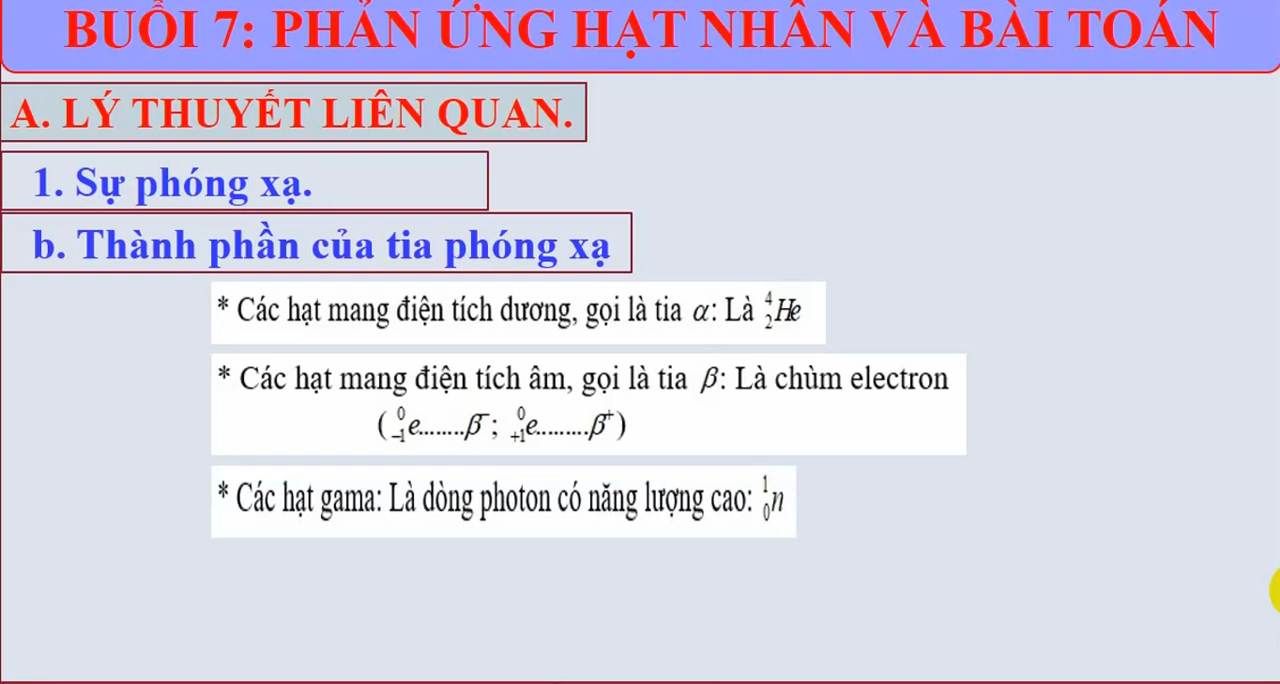 BUỔI 7: PHẢN ỨNG HẠT NHÂN VÀ BÀI TOÁN
A. LÝ THUYẾT LIÊN QUAN.
1. Sự phóng xạ.
b. Thành phần của tia phóng xạ
* Các hạt mang điện tích dương, gọi là tia α: Là ⁴₂He
* Các hạt mang điện tích âm, gọi là tia β: Là chùm electron
(⁰₋₁e........β⁻; ⁰₊₁e.........β⁺)
* Các hạt gama: Là dòng photon có năng lượng cao: ¹₀n